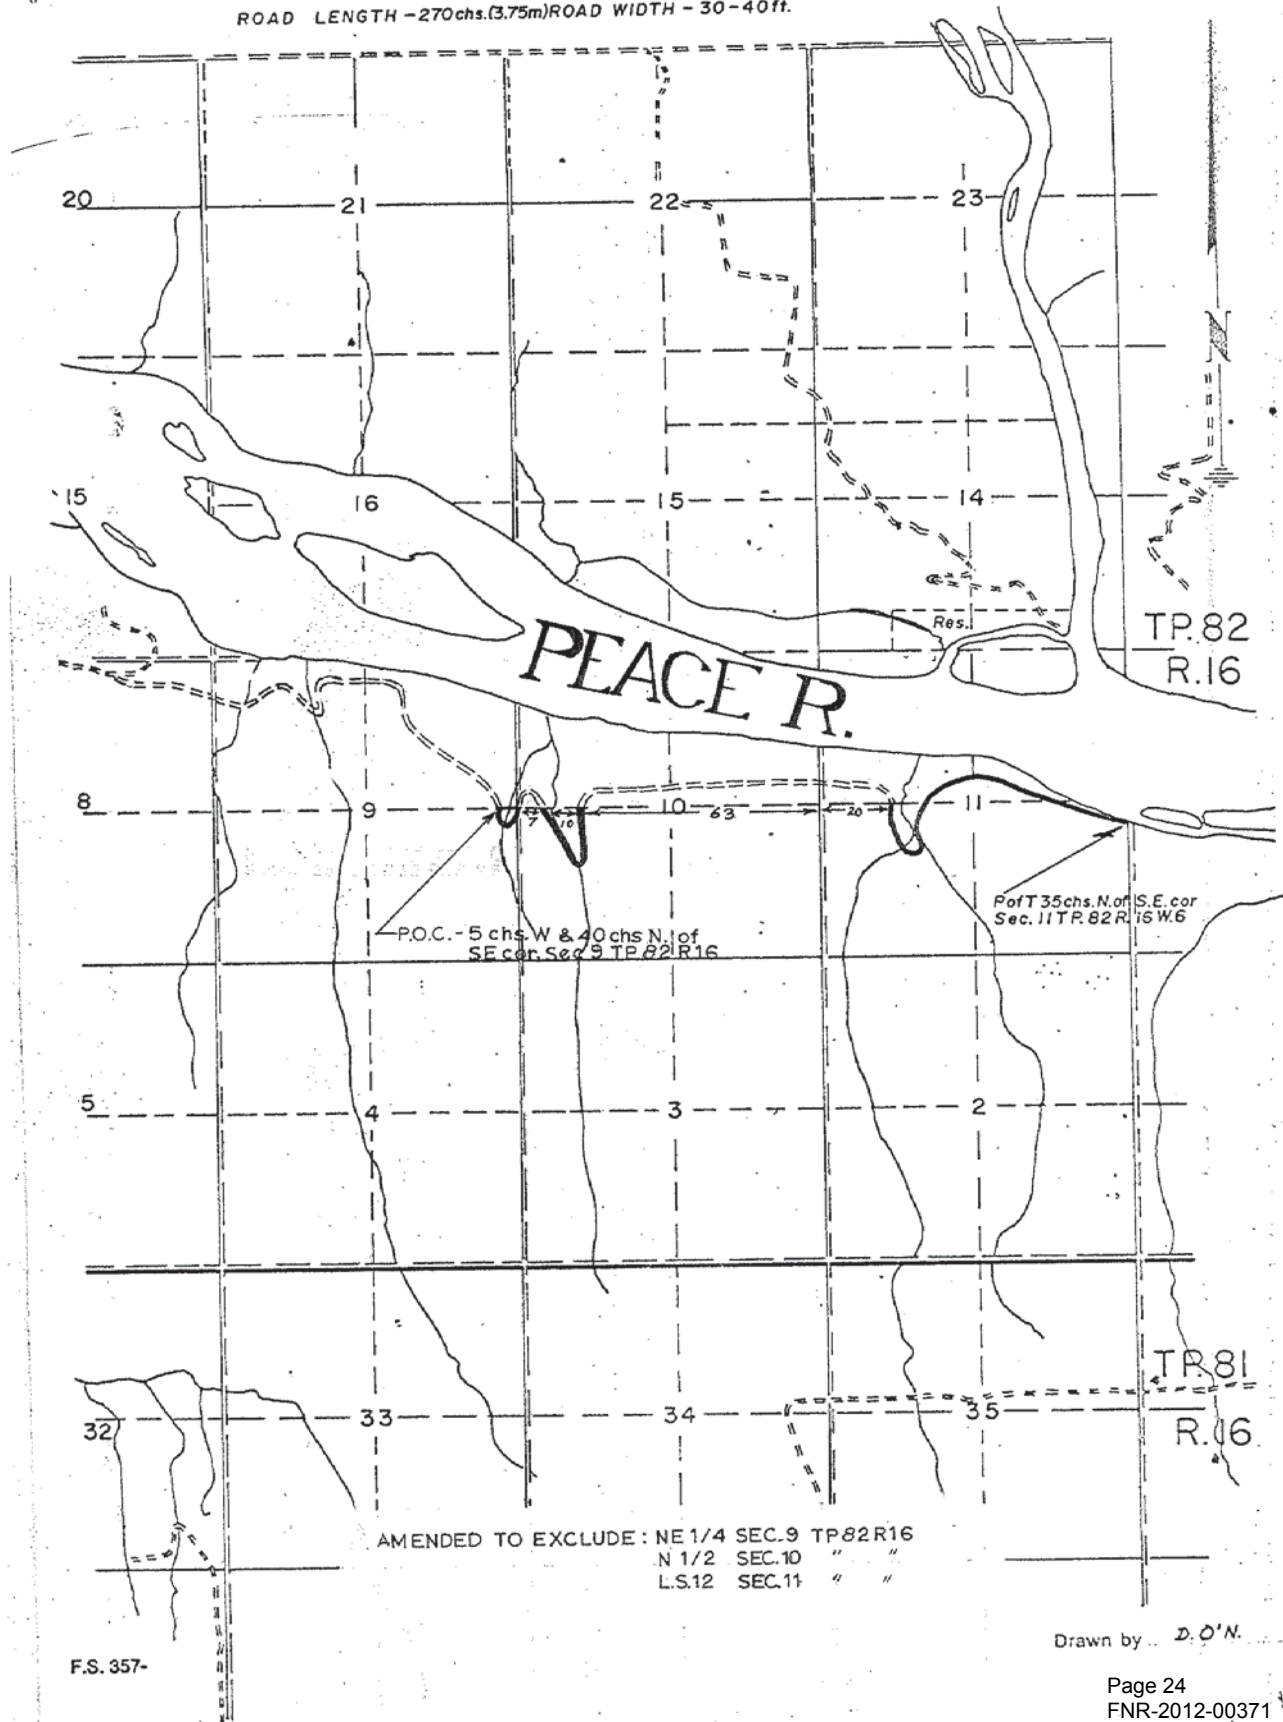 ROAD LENGTH - 270chs.(3.75m) ROAD WIDTH - 30-40ft.
20 21 22 23
N
15 16 15 14
Res.
TP.82
R.16
PEACE R.
8 9 10 11
7 10 63 20
PofT 35chs. N. of S.E. cor
Sec. 11 TP. 82 R. 16 W.6
P.O.C. - 5 chs. W & 40 chs N. of
SE cor. Sec 9 TP 82 R16
5 4 3 2
TP.81
32 33 34 35
R.16
AMENDED TO EXCLUDE: NE 1/4 SEC.9 TP82 R16
N 1/2 SEC.10 " "
L.S.12 SEC.11 " "
Drawn by .. D. O'N.
F.S. 357-
Page 24
FNR-2012-00371